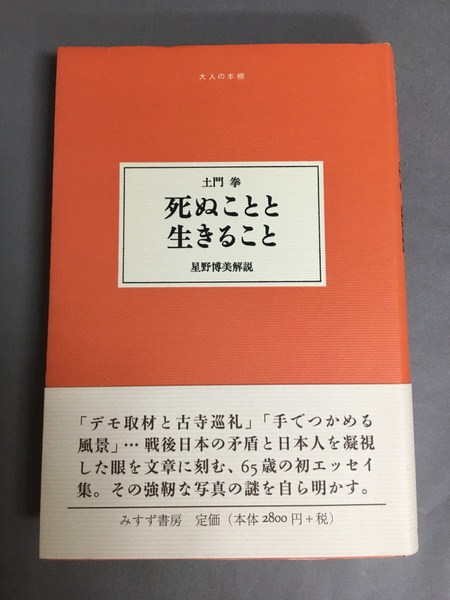 大人の本棚
土門 拳
死ぬことと
生きること
星野博美解説
「デモ取材と古寺巡礼」「手でつかめる
風景」… 戦後日本の矛盾と日本人を凝視
した眼を文章に刻む、65歳の初エッセイ
集。その強靭な写真の謎を自ら明かす。
みすず書房 定価（本体2800円+税）